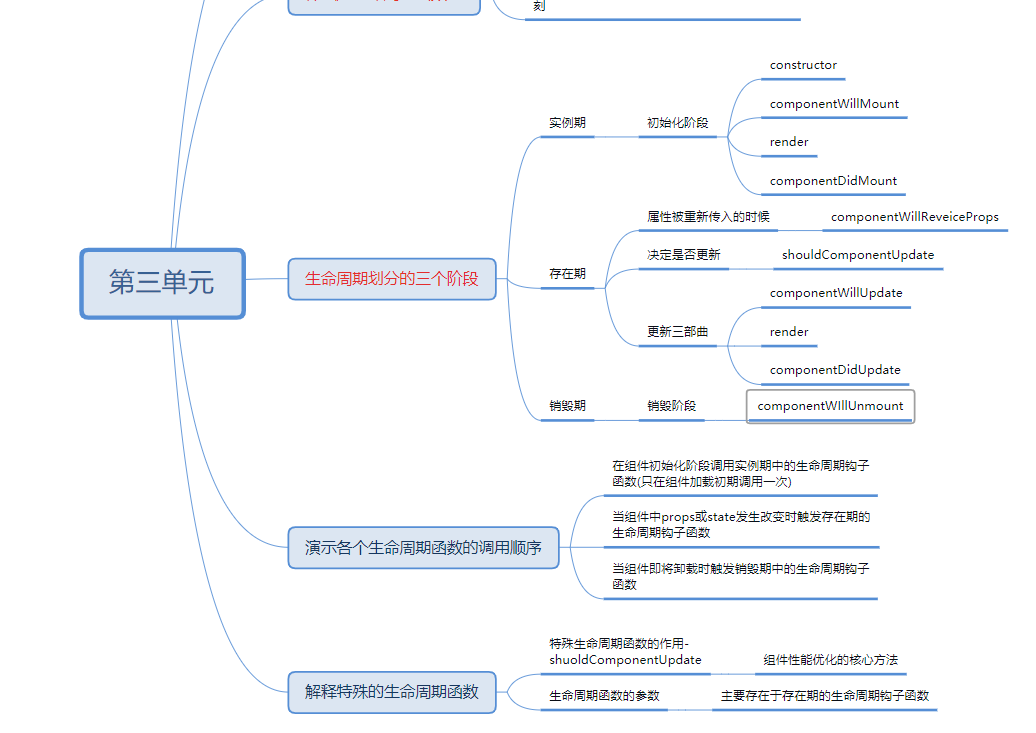 刻
第三单元
生命周期划分的三个阶段
实例期
初始化阶段
constructor
componentWillMount
render
componentDidMount
存在期
属性被重新传入的时候
componentWillReveiceProps
决定是否更新
shouldComponentUpdate
更新三部曲
componentWillUpdate
render
componentDidUpdate
销毁期
销毁阶段
componentWIllUnmount
演示各个生命周期函数的调用顺序
在组件初始化阶段调用实例期中的生命周期钩子
函数(只在组件加载初期调用一次)
当组件中props或state发生改变时触发存在期的
生命周期钩子函数
当组件即将卸载时触发销毁期中的生命周期钩子
函数
解释特殊的生命周期函数
特殊生命周期函数的作用-
shuoldComponentUpdate
组件性能优化的核心方法
生命周期函数的参数
主要存在于存在期的生命周期钩子函数